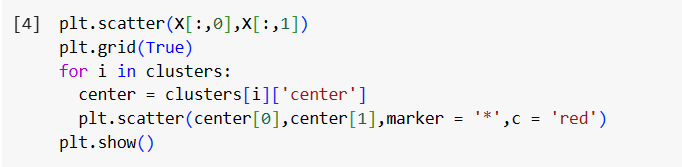 [4] plt.scatter(X[:,0],X[:,1])
plt.grid(True)
for i in clusters:
  center = clusters[i]['center']
  plt.scatter(center[0],center[1],marker = '*',c = 'red')
plt.show()